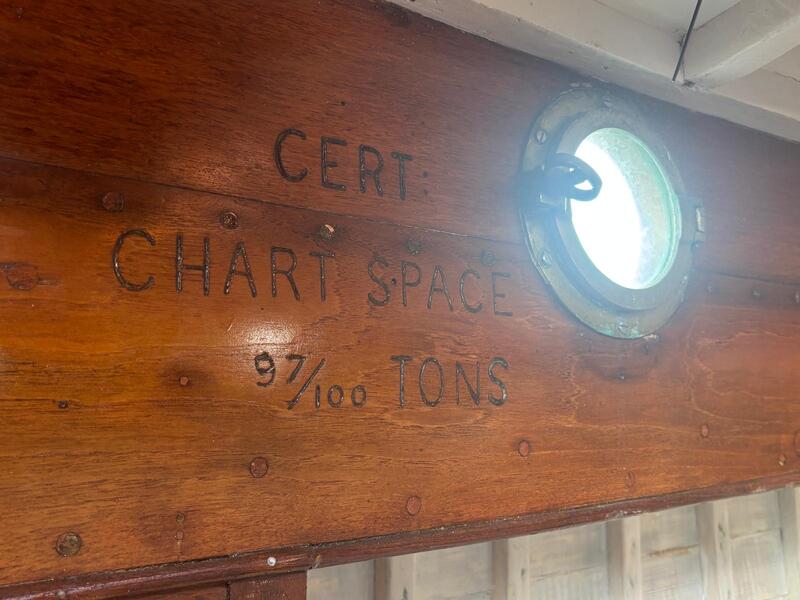 CERT:
CHART SPACE
97/100 TONS